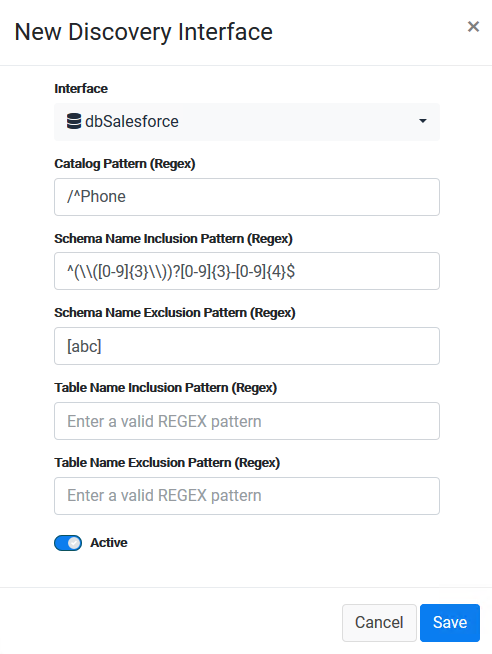 New Discovery Interface
×
Interface
dbSalesforce
Catalog Pattern (Regex)
/^Phone
Schema Name Inclusion Pattern (Regex)
^(\\([0-9]{3}\\))?[0-9]{3}-[0-9]{4}$
Schema Name Exclusion Pattern (Regex)
[abc]
Table Name Inclusion Pattern (Regex)
Enter a valid REGEX pattern
Table Name Exclusion Pattern (Regex)
Enter a valid REGEX pattern
Active
Cancel Save